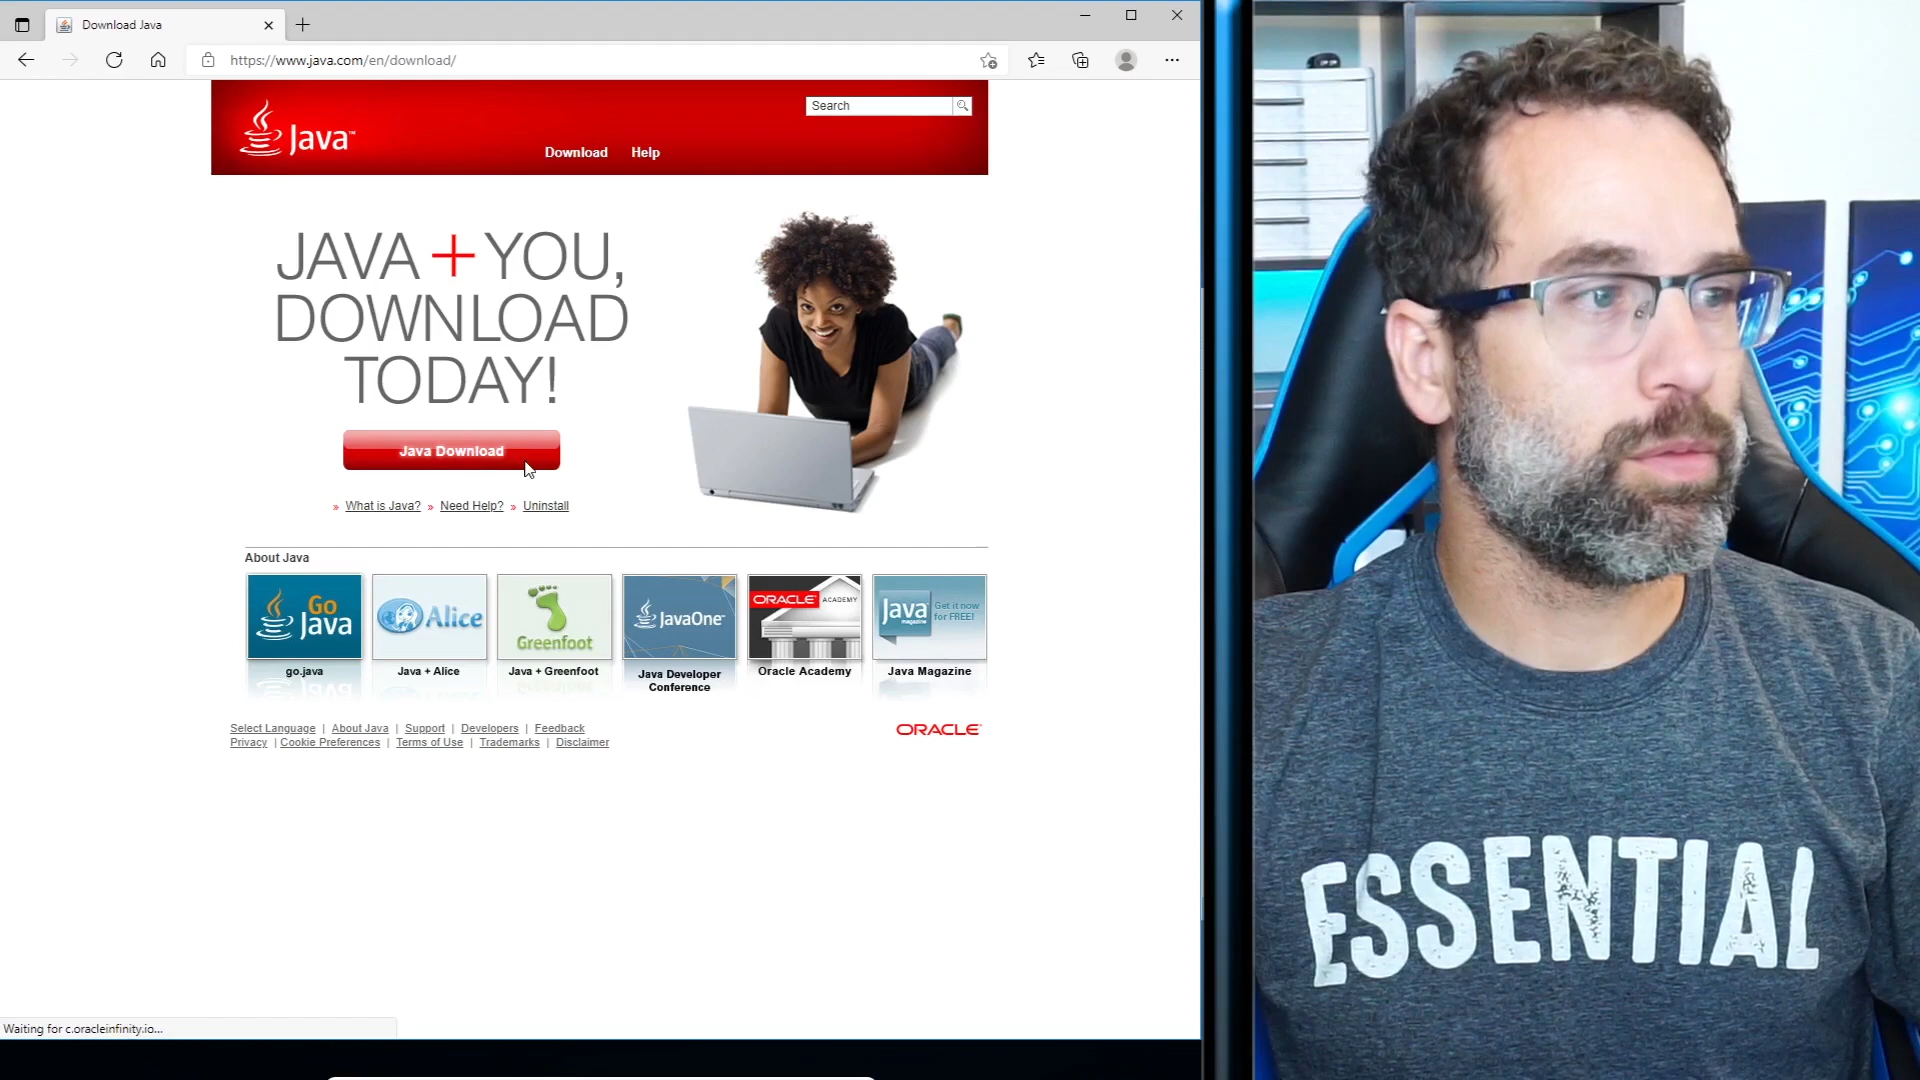 Download Java
https://www.java.com/en/download/
Search
Java™
Download Help
JAVA + YOU,
DOWNLOAD
TODAY!
Java Download
» What is Java? » Need Help? » Uninstall
About Java
Go
Java
Alice
Greenfoot
JavaOne™
ORACLE ACADEMY
Java
magazine
Get it now
for FREE!
go.java
Java + Alice
Java + Greenfoot
Java Developer
Conference
Oracle Academy
Java Magazine
Select Language | About Java | Support | Developers | Feedback
Privacy | Cookie Preferences | Terms of Use | Trademarks | Disclaimer
ORACLE
Waiting for c.oracleinfinity.io...
ESSENTIAL